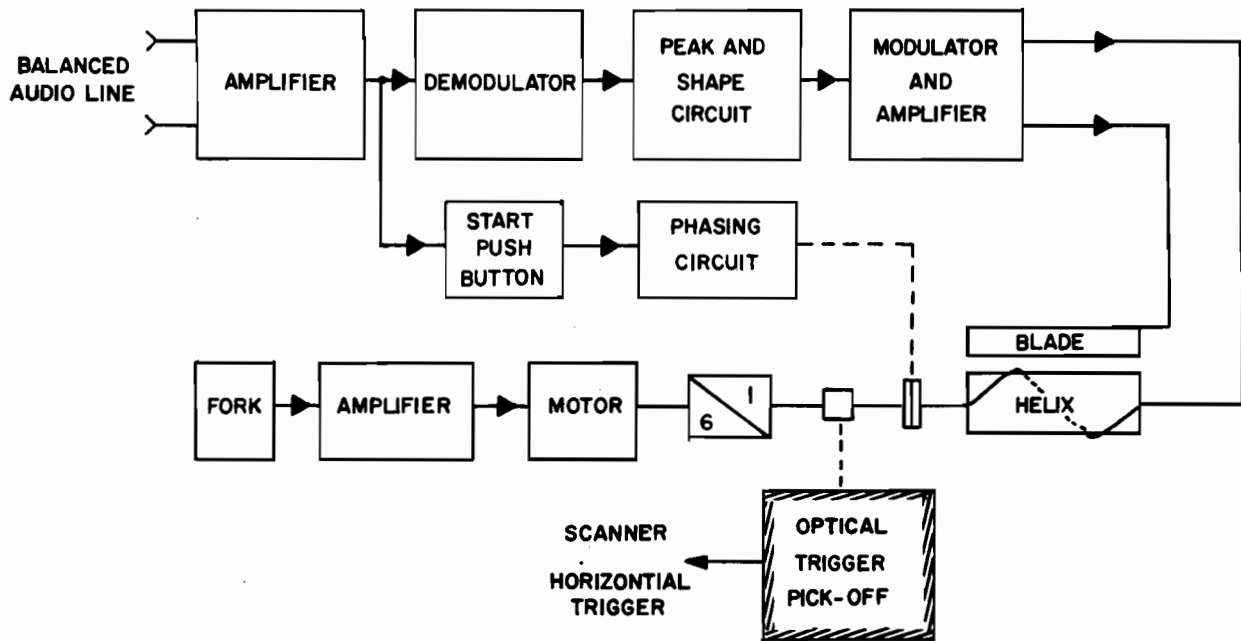 BALANCED
AUDIO LINE
AMPLIFIER
DEMODULATOR
PEAK AND
SHAPE
CIRCUIT
MODULATOR
AND
AMPLIFIER
START
PUSH
BUTTON
PHASING
CIRCUIT
BLADE
HELIX
FORK
AMPLIFIER
MOTOR
1
6
OPTICAL
TRIGGER
PICK-OFF
SCANNER
HORIZONTIAL
TRIGGER